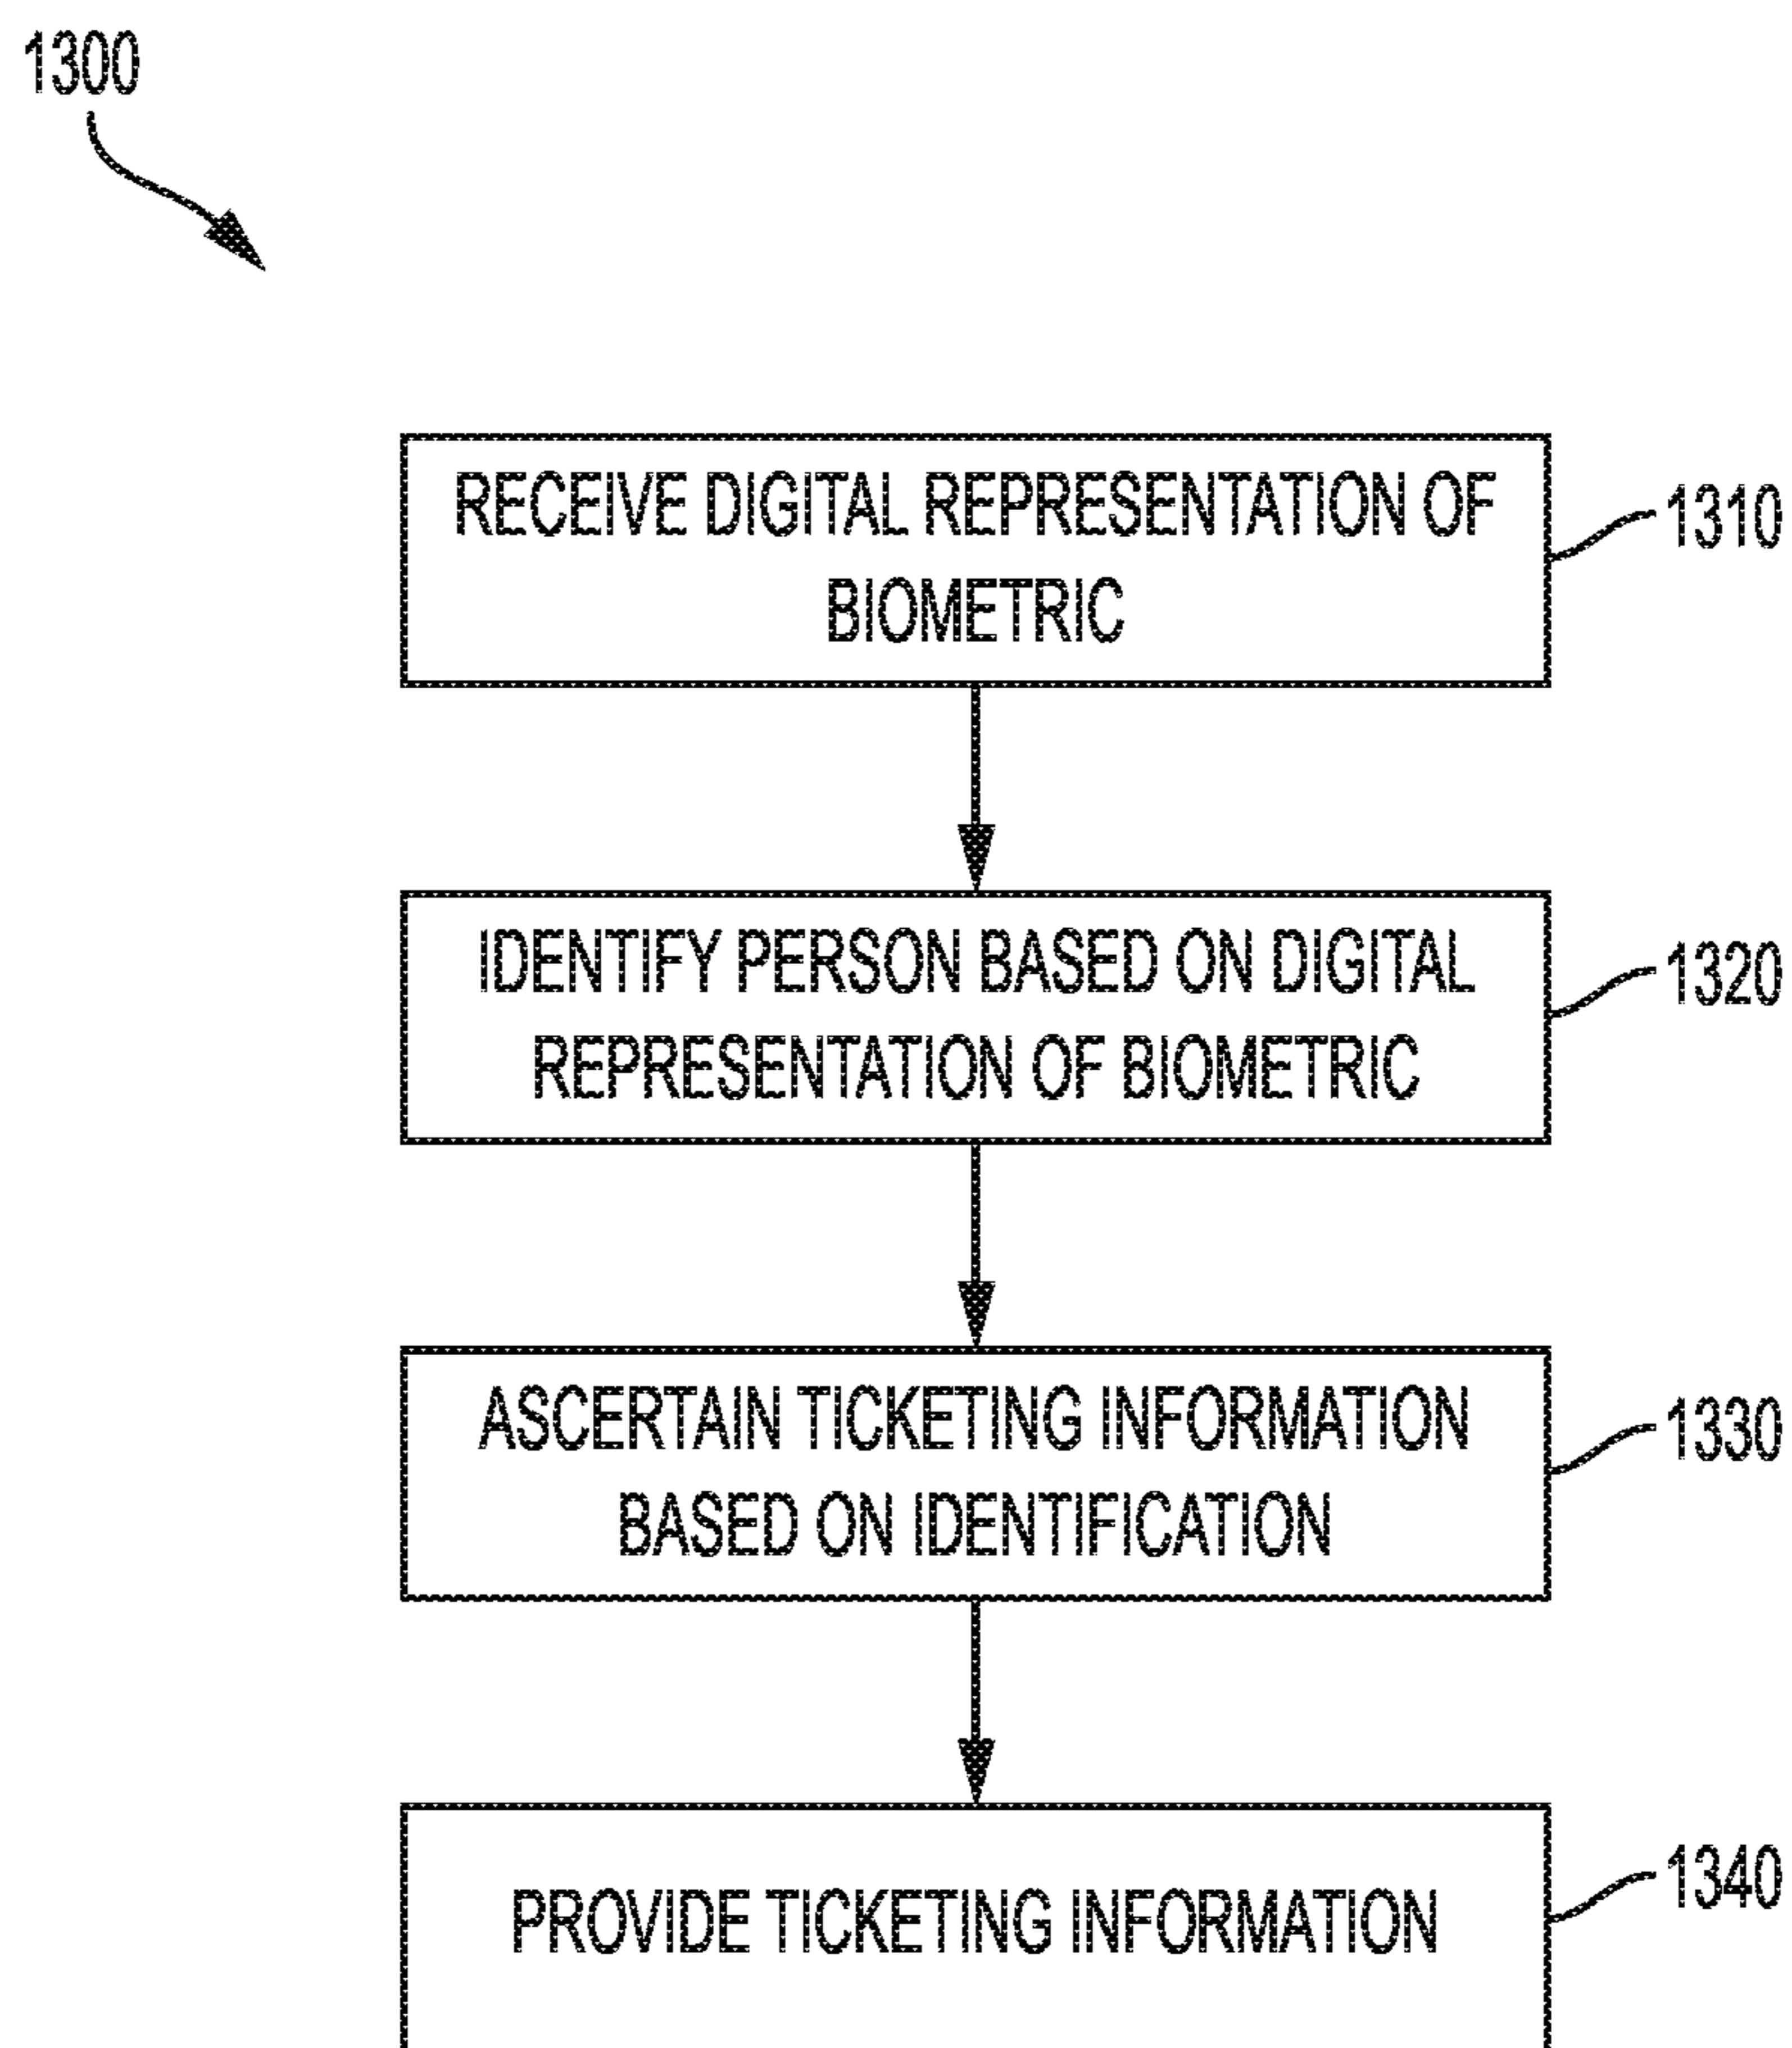 1300
RECEIVE DIGITAL REPRESENTATION OF
BIOMETRIC
1310
IDENTIFY PERSON BASED ON DIGITAL
REPRESENTATION OF BIOMETRIC
1320
ASCERTAIN TICKETING INFORMATION
BASED ON IDENTIFICATION
1330
PROVIDE TICKETING INFORMATION
1340